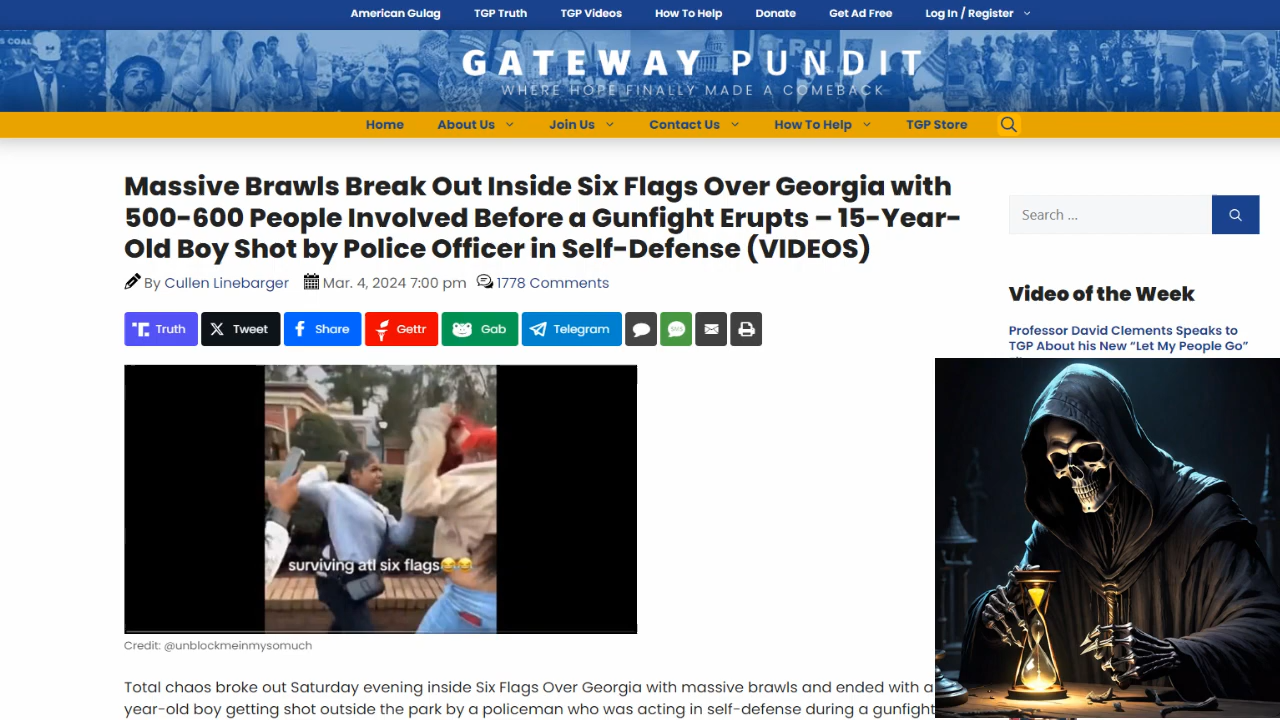 American Gulag TGP Truth TGP Videos How To Help Donate Get Ad Free Log In / Register
GATEWAY PUNDIT
WHERE HOPE FINALLY MADE A COMEBACK
Home About Us Join Us Contact Us How To Help TGP Store
Massive Brawls Break Out Inside Six Flags Over Georgia with
500-600 People Involved Before a Gunfight Erupts – 15-Year-
Old Boy Shot by Police Officer in Self-Defense (VIDEOS)
By Cullen Linebarger Mar. 4, 2024 7:00 pm 1778 Comments
Truth Tweet Share Gettr Gab Telegram
surviving atl six flags😂😂
Credit: @unblockmeinmysomuch
Total chaos broke out Saturday evening inside Six Flags Over Georgia with massive brawls and ended with a
year-old boy getting shot outside the park by a policeman who was acting in self-defense during a gunfight
Search ...
Video of the Week
Professor David Clements Speaks to
TGP About his New “Let My People Go”